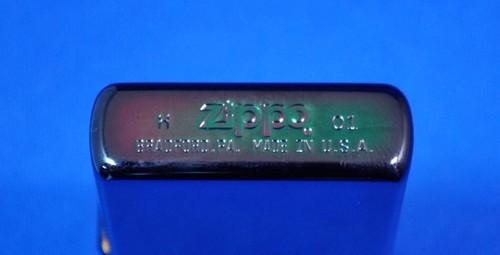 H Zippo 01
BRADFORD.PA. MADE IN U.S.A.